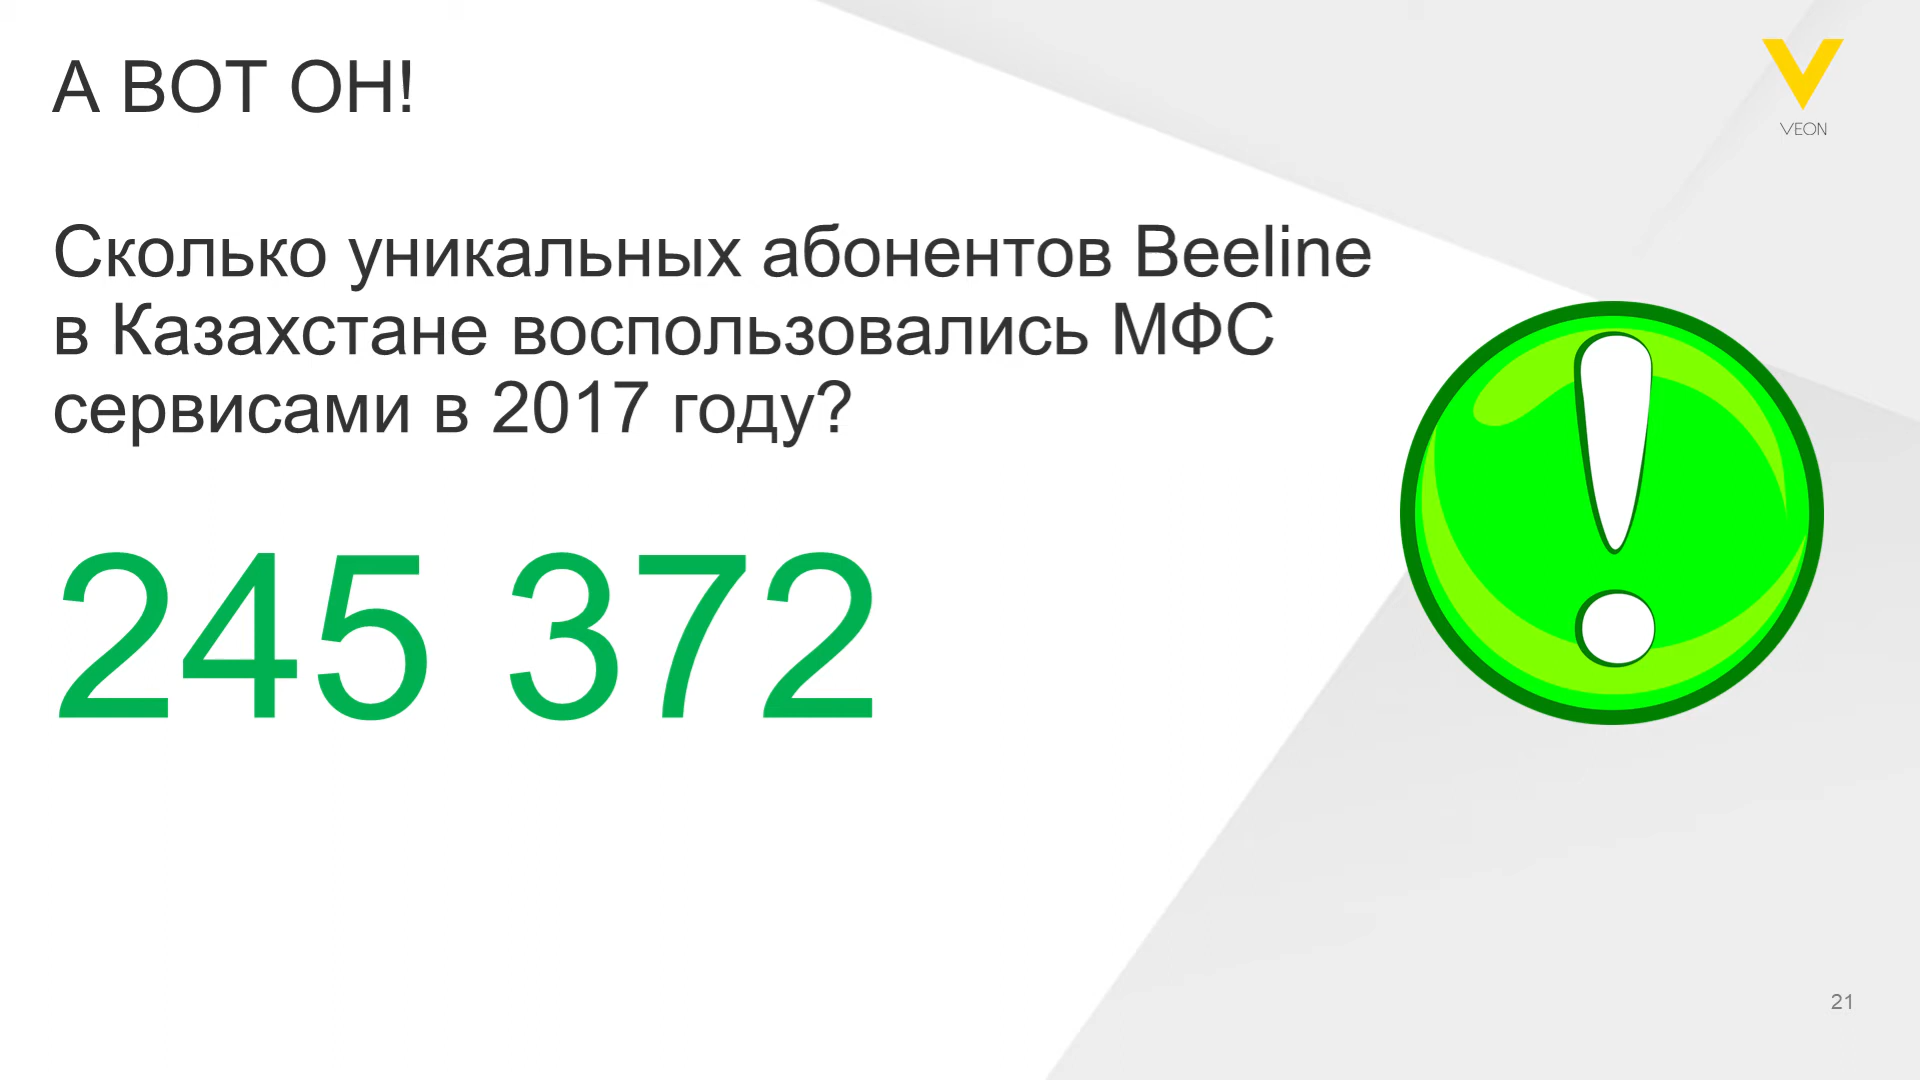 А ВОТ ОН!
VEON
Сколько уникальных абонентов Beeline
в Казахстане воспользовались МФС
сервисами в 2017 году?
245 372
21